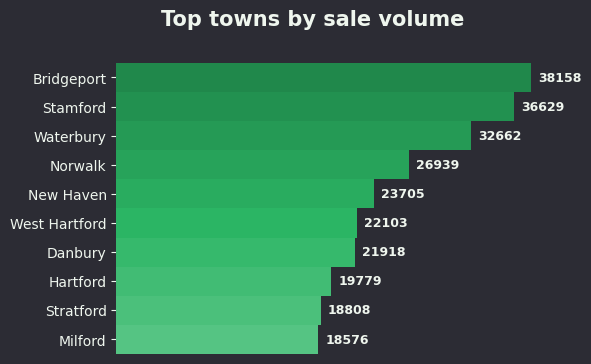 Top towns by sale volume
Bridgeport 38158
Stamford 36629
Waterbury 32662
Norwalk 26939
New Haven 23705
West Hartford 22103
Danbury 21918
Hartford 19779
Stratford 18808
Milford 18576